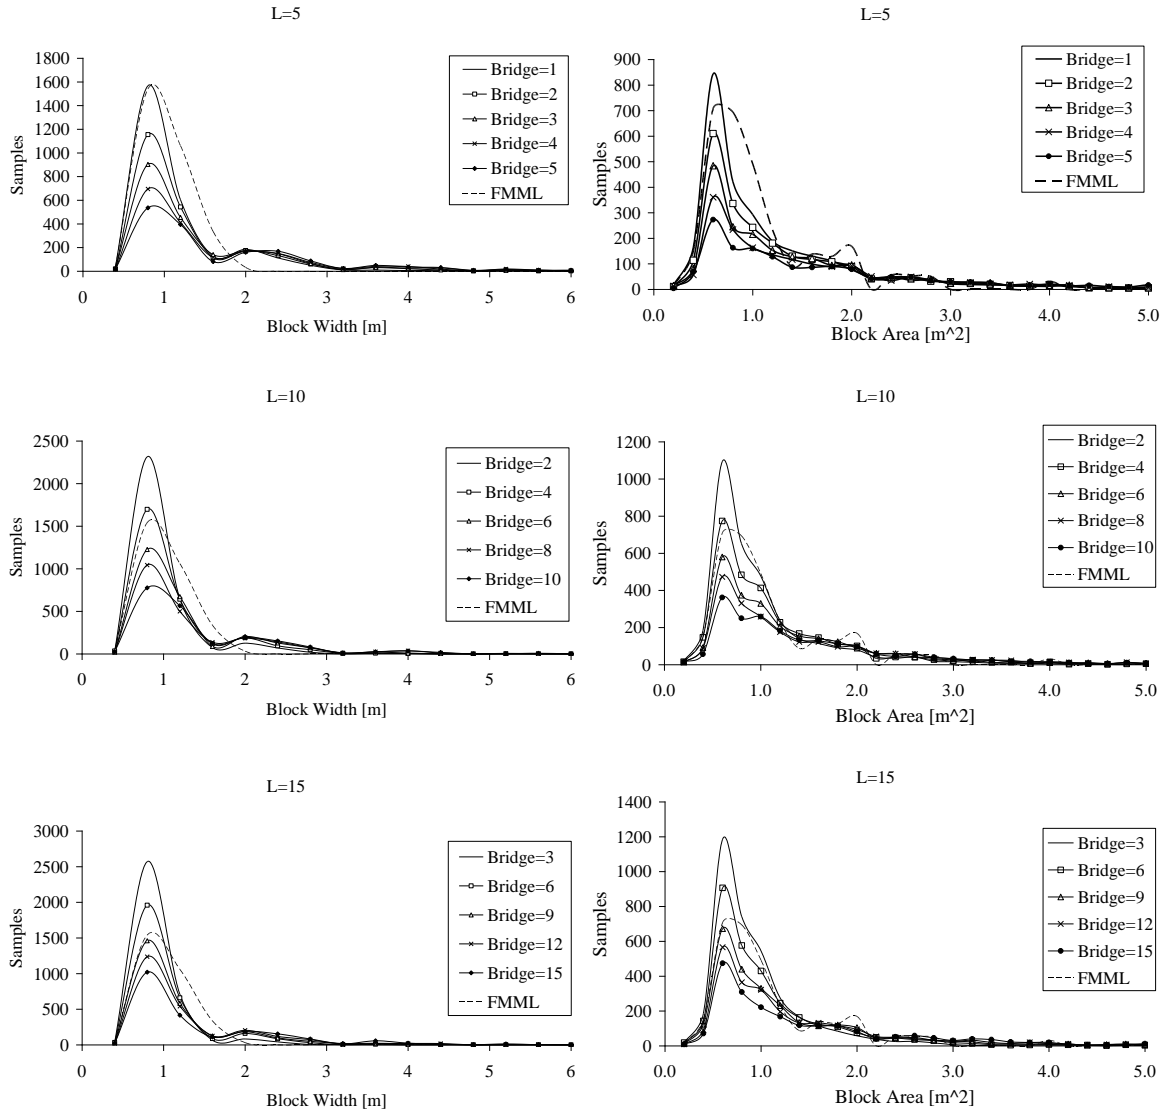 L=5
1800
1600
1400
1200
1000
800
600
400
200
0
Samples
0 1 2 3 4 5 6
Block Width [m]
Bridge=1
Bridge=2
Bridge=3
Bridge=4
Bridge=5
FMML
L=5
900
800
700
600
500
400
300
200
100
0
Samples
0.0 1.0 2.0 3.0 4.0 5.0
Block Area [m^2]
Bridge=1
Bridge=2
Bridge=3
Bridge=4
Bridge=5
FMML
L=10
2500
2000
1500
1000
500
0
Samples
0 1 2 3 4 5 6
Block Width [m]
Bridge=2
Bridge=4
Bridge=6
Bridge=8
Bridge=10
FMML
L=10
1200
1000
800
600
400
200
0
Samples
0.0 1.0 2.0 3.0 4.0 5.0
Block Area [m^2]
Bridge=2
Bridge=4
Bridge=6
Bridge=8
Bridge=10
FMML
L=15
3000
2500
2000
1500
1000
500
0
Samples
0 1 2 3 4 5 6
Block Width [m]
Bridge=3
Bridge=6
Bridge=9
Bridge=12
Bridge=15
FMML
L=15
1400
1200
1000
800
600
400
200
0
Samples
0.0 1.0 2.0 3.0 4.0 5.0
Block Area [m^2]
Bridge=3
Bridge=6
Bridge=9
Bridge=12
Bridge=15
FMML